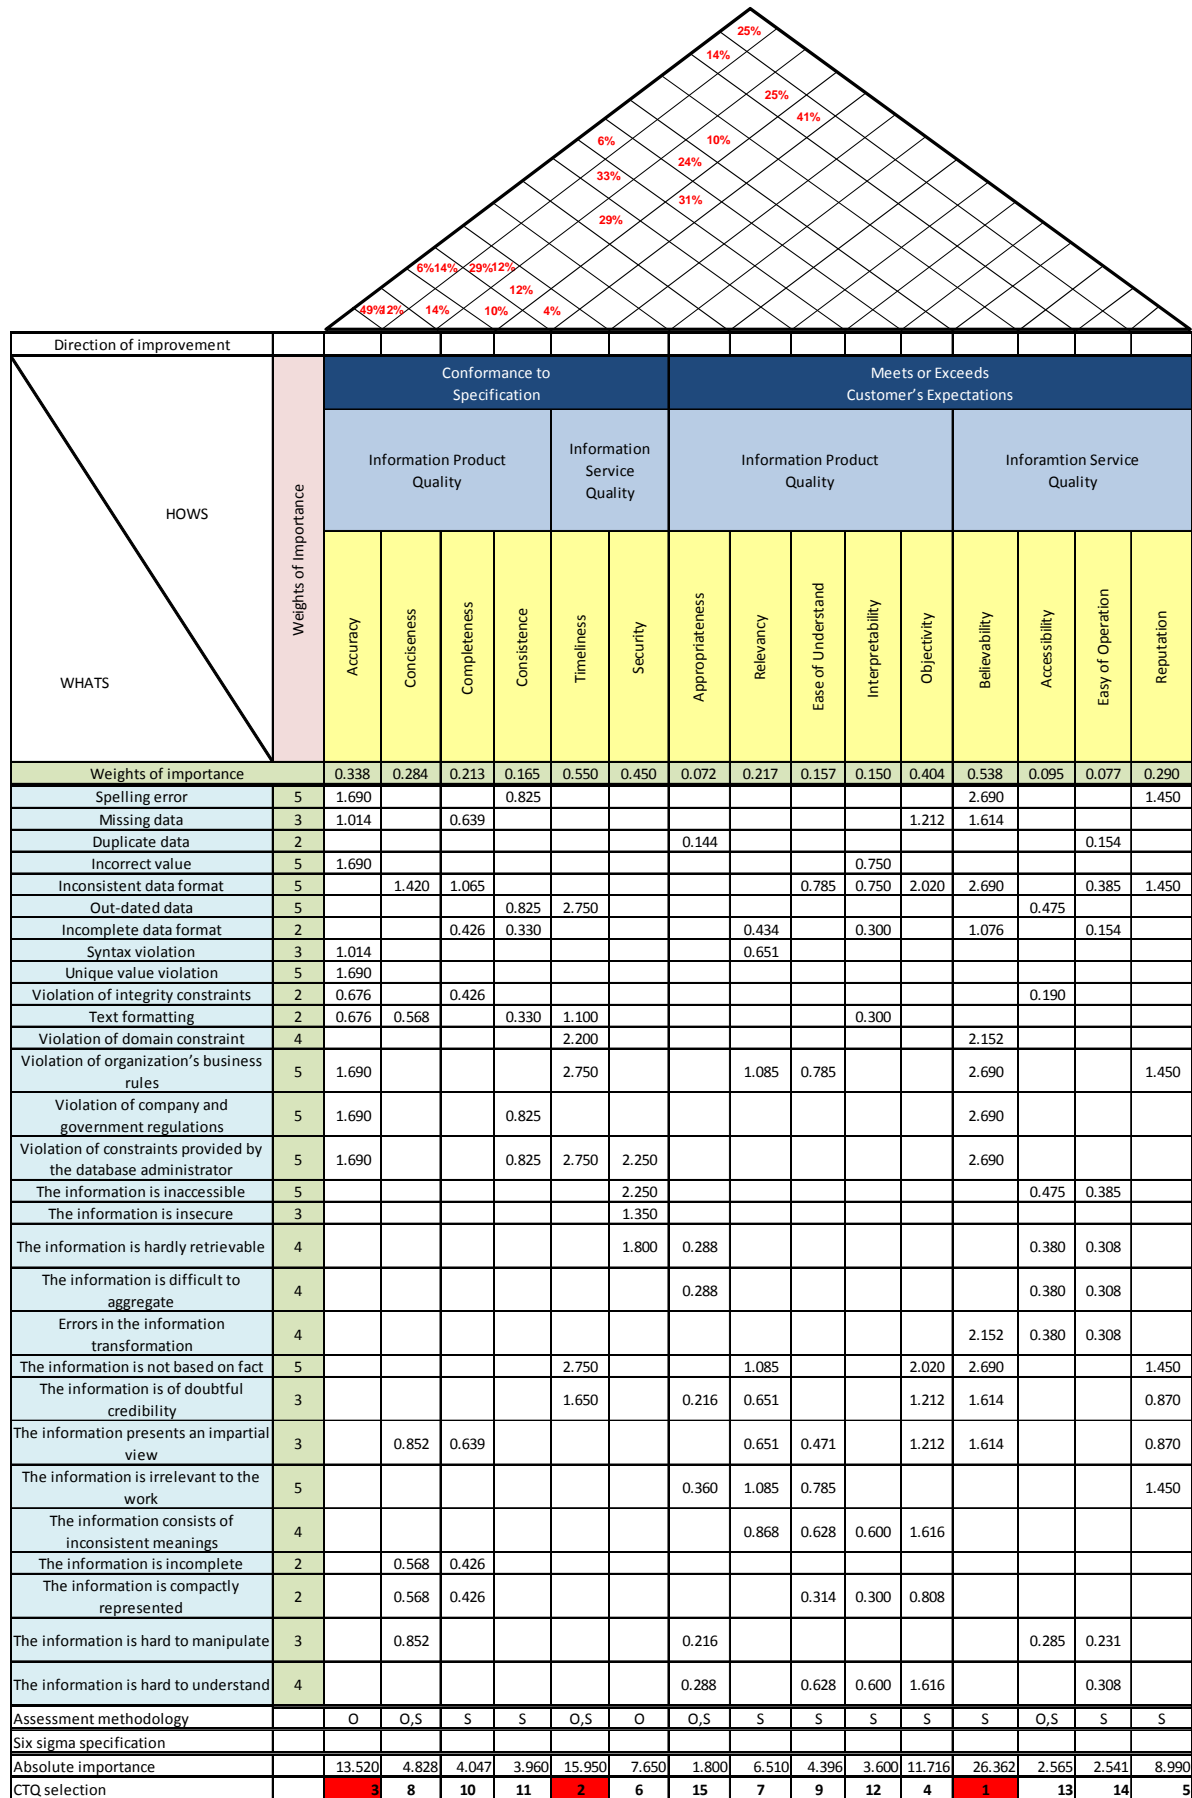 25%
14%
25%
41%
6%
10%
24%
33%
31%
29%
6% 14% 29% 12%
12%
49% 12% 14% 10% 4%
Direction of improvement
Conformance to
Specification
Meets or Exceeds
Customer’s Expectations
Information Product
Quality
Information
Service
Quality
Information Product
Quality
Inforamtion Service
Quality
HOWS
WHATS
Weights of Importance
Accuracy
Conciseness
Completeness
Consistence
Timeliness
Security
Appropriateness
Relevancy
Ease of Understand
Interpretability
Objectivity
Believability
Accessibility
Easy of Operation
Reputation
Weights of importance 0.338 0.284 0.213 0.165 0.550 0.450 0.072 0.217 0.157 0.150 0.404 0.538 0.095 0.077 0.290
Spelling error 5 1.690 0.825 2.690 1.450
Missing data 3 1.014 0.639 1.212 1.614
Duplicate data 2 0.144 0.154
Incorrect value 5 1.690 0.750
Inconsistent data format 5 1.420 1.065 0.785 0.750 2.020 2.690 0.385 1.450
Out-dated data 5 0.825 2.750 0.475
Incomplete data format 2 0.426 0.330 0.434 0.300 1.076 0.154
Syntax violation 3 1.014 0.651
Unique value violation 5 1.690
Violation of integrity constraints 2 0.676 0.426 0.190
Text formatting 2 0.676 0.568 0.330 1.100 0.300
Violation of domain constraint 4 2.200 2.152
Violation of organization’s business
rules 5 1.690 2.750 1.085 0.785 2.690 1.450
Violation of company and
government regulations 5 1.690 0.825 2.690
Violation of constraints provided by
the database administrator 5 1.690 0.825 2.750 2.250 2.690
The information is inaccessible 5 2.250 0.475 0.385
The information is insecure 3 1.350
The information is hardly retrievable 4 1.800 0.288 0.380 0.308
The information is difficult to
aggregate 4 0.288 0.380 0.308
Errors in the information
transformation 4 2.152 0.380 0.308
The information is not based on fact 5 2.750 1.085 2.020 2.690 1.450
The information is of doubtful
credibility 3 1.650 0.216 0.651 1.212 1.614 0.870
The information presents an impartial
view 3 0.852 0.639 0.651 0.471 1.212 1.614 0.870
The information is irrelevant to the
work 5 0.360 1.085 0.785 1.450
The information consists of
inconsistent meanings 4 0.868 0.628 0.600 1.616
The information is incomplete 2 0.568 0.426
The information is compactly
represented 2 0.568 0.426 0.314 0.300 0.808
The information is hard to manipulate 3 0.852 0.216 0.285 0.231
The information is hard to understand 4 0.288 0.628 0.600 1.616 0.308
Assessment methodology O O,S S S O,S O O,S S S S S S O,S S S
Six sigma specification
Absolute importance 13.520 4.828 4.047 3.960 15.950 7.650 1.800 6.510 4.396 3.600 11.716 26.362 2.565 2.541 8.990
CTQ selection 3 8 10 11 2 6 15 7 9 12 4 1 13 14 5